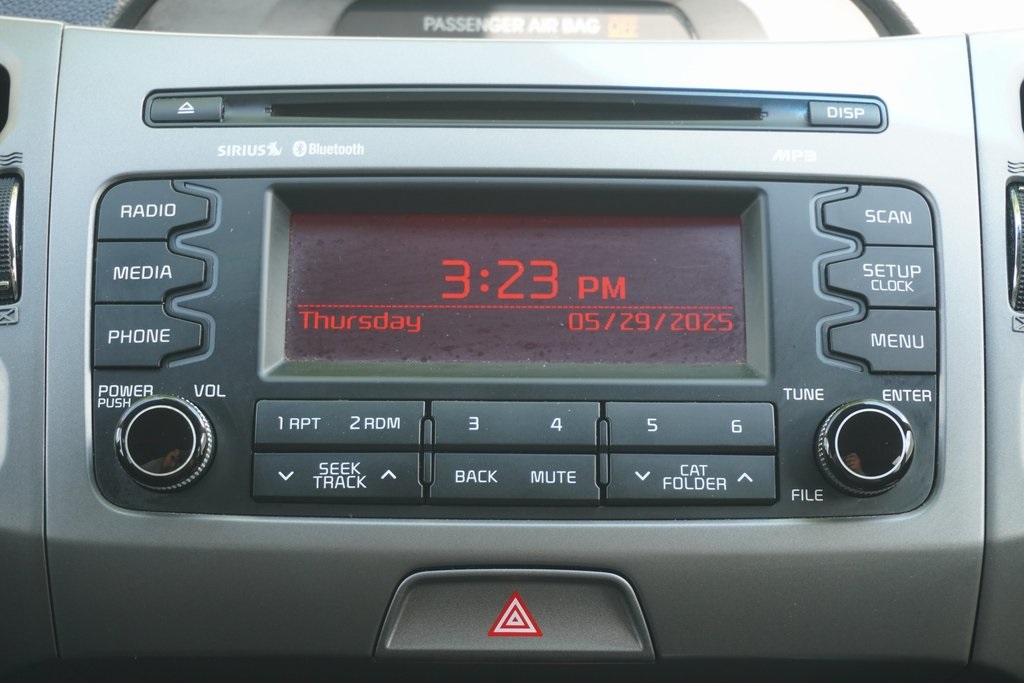 PASSENGER AIR BAG OFF
DISP
SIRIUS Bluetooth MP3
RADIO
MEDIA
PHONE
3:23 PM
Thursday 05/29/2025
SCAN
SETUP
CLOCK
MENU
POWER
PUSH
VOL
TUNE
ENTER
FILE
1 RPT 2 RDM 3 4 5 6
SEEK
TRACK
BACK MUTE
CAT
FOLDER